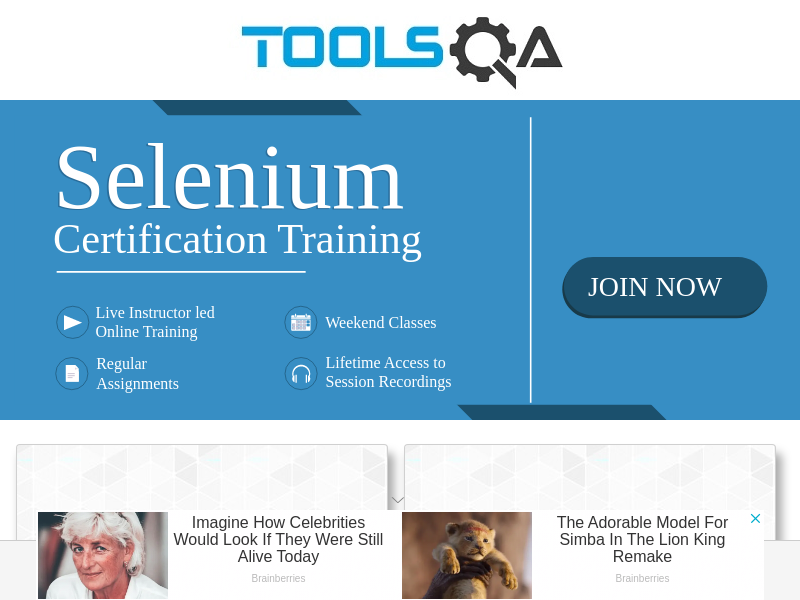 TOOLSQA
Selenium
Certification Training
JOIN NOW
Live Instructor led
Online Training
Weekend Classes
Regular
Assignments
Lifetime Access to
Session Recordings
Imagine How Celebrities
Would Look If They Were Still
Alive Today
Brainberries
The Adorable Model For
Simba In The Lion King
Remake
Brainberries